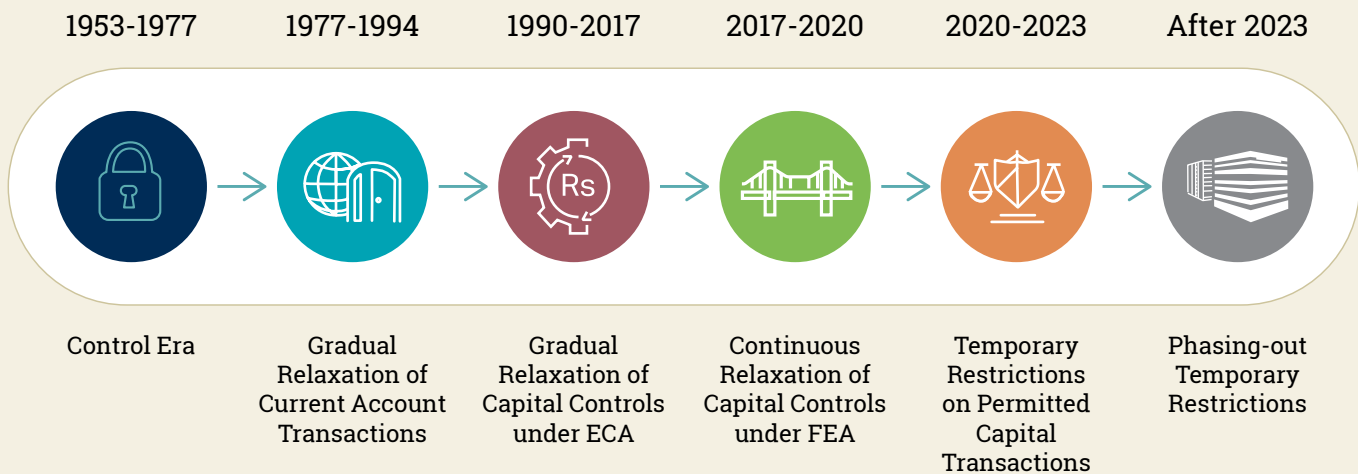 1953-1977
1977-1994
1990-2017
2017-2020
2020-2023
After 2023
Rs
Control Era
Gradual
Relaxation of
Current Account
Transactions
Gradual
Relaxation of
Capital Controls
under ECA
Continuous
Relaxation of
Capital Controls
under FEA
Temporary
Restrictions
on Permitted
Capital
Transactions
Phasing-out
Temporary
Restrictions